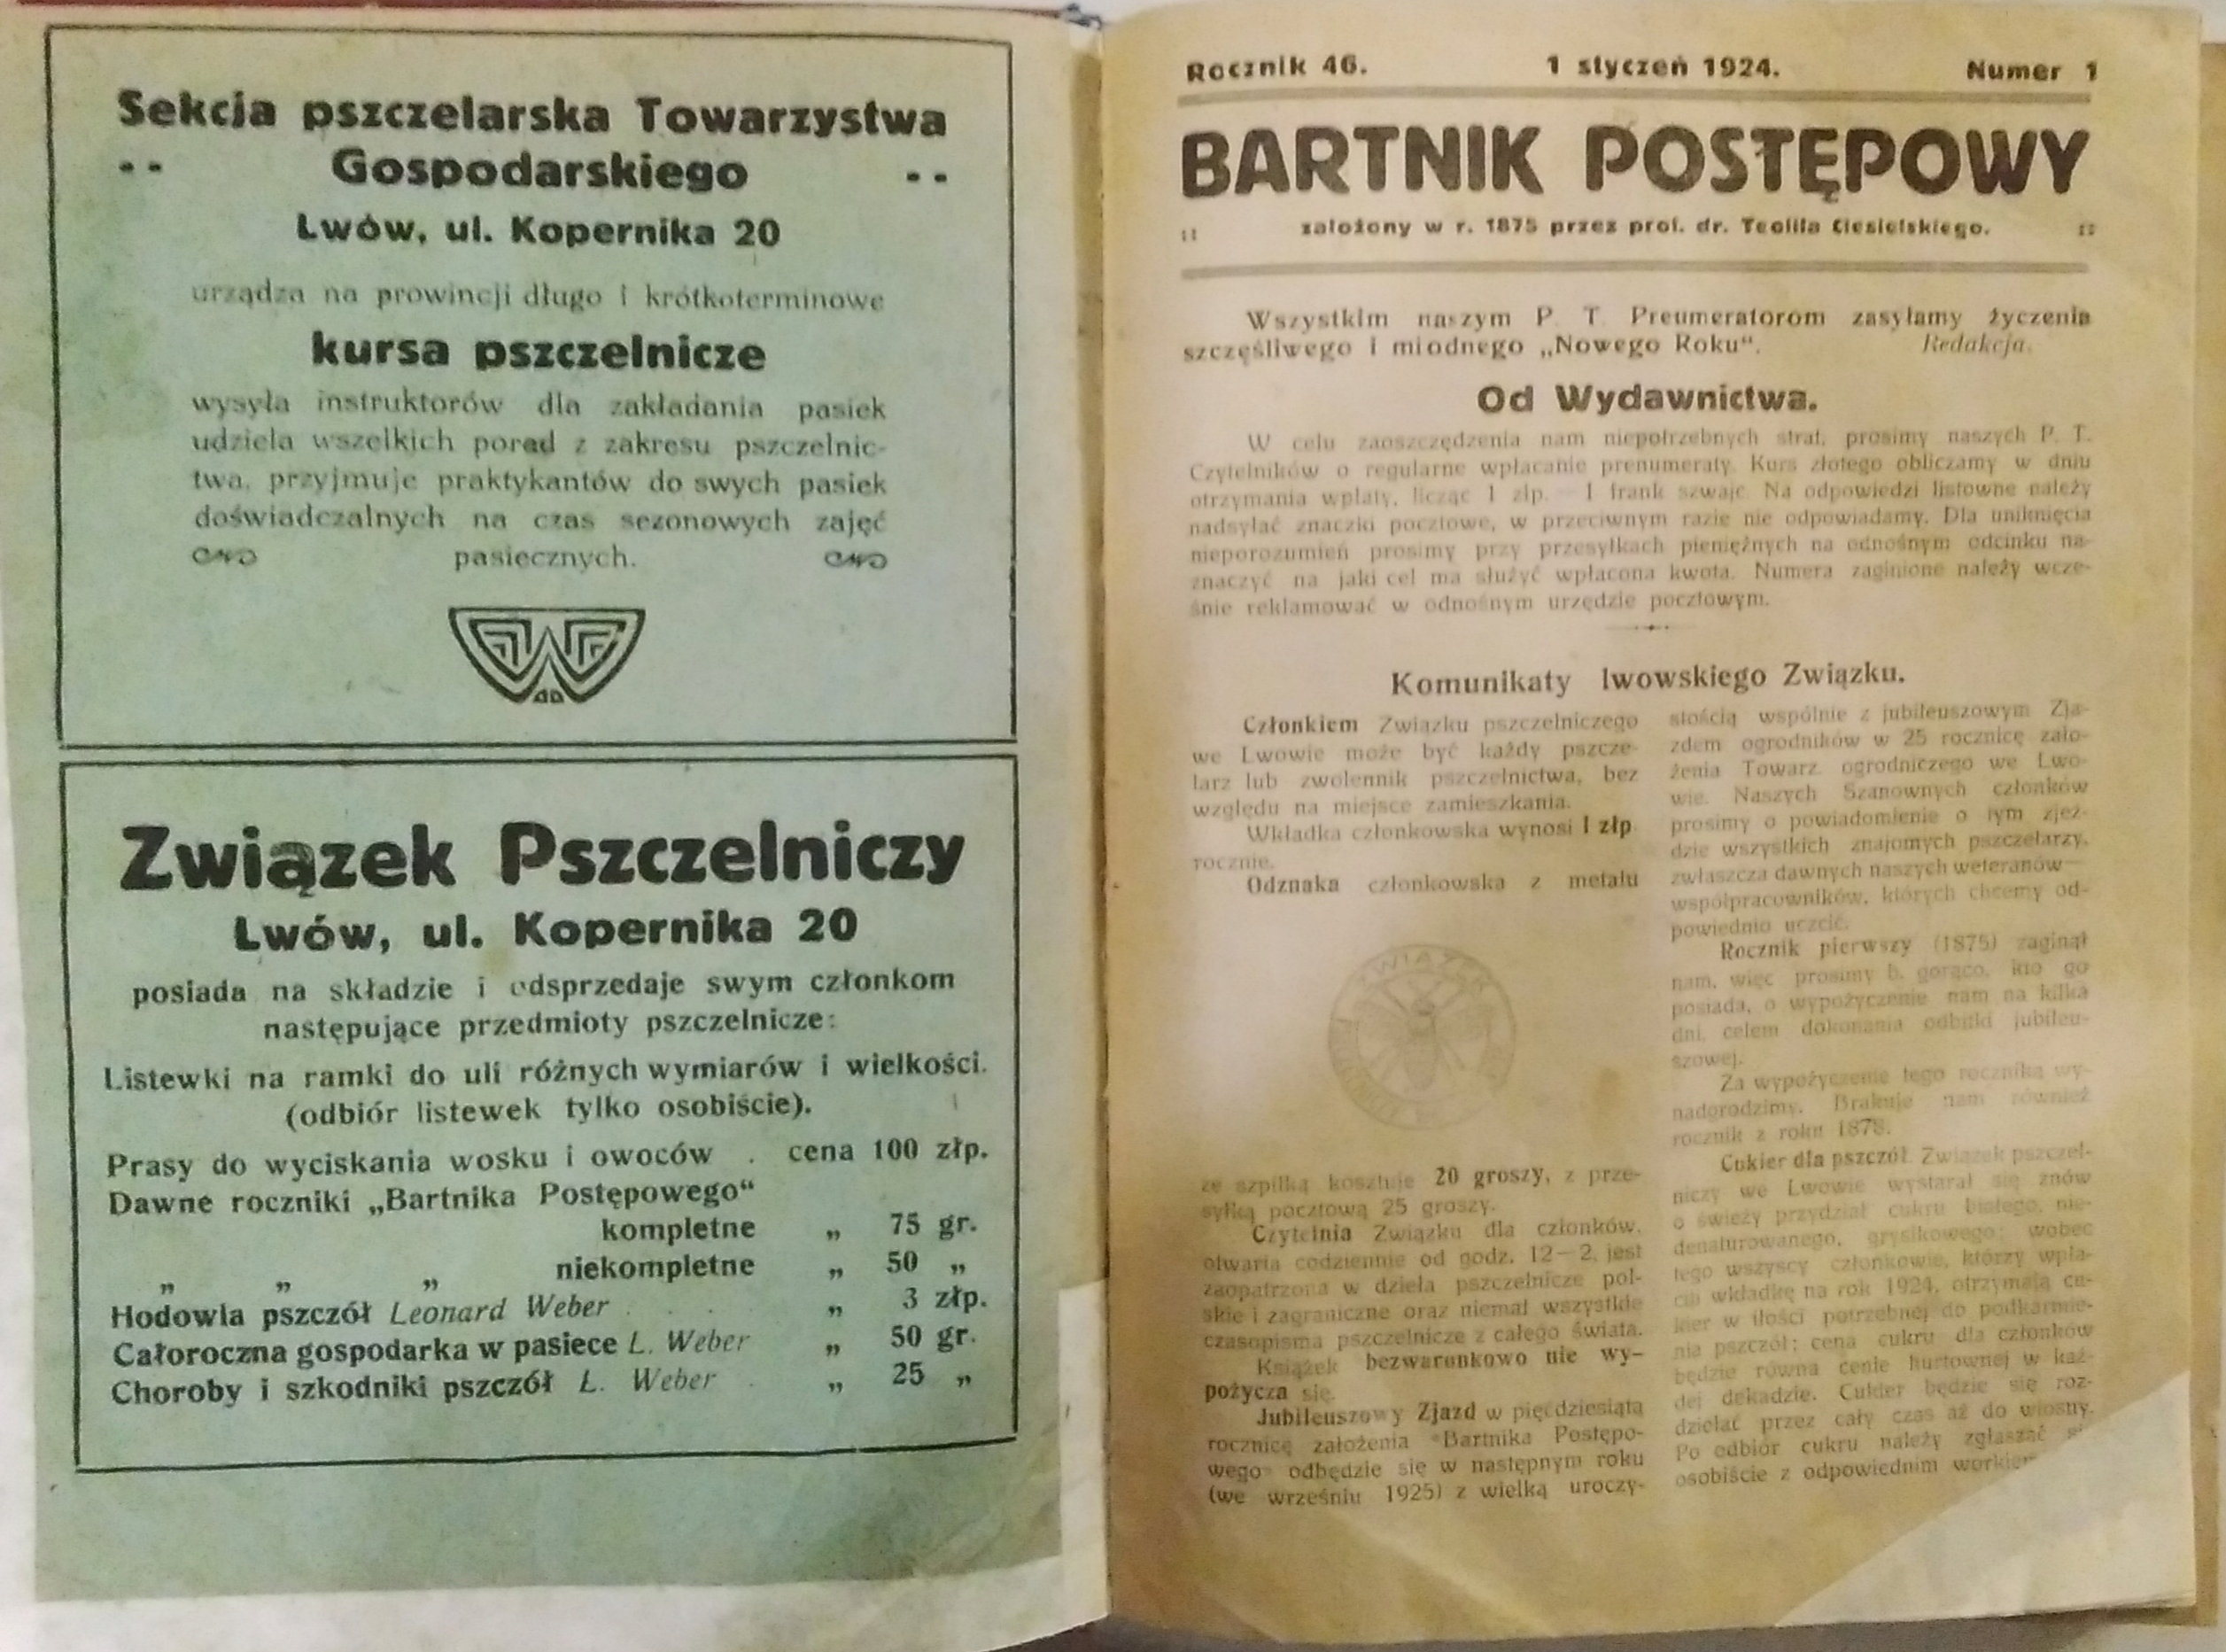 Sekcja pszczelarska Towarzystwa
-- Gospodarskiego --
Lwów, ul. Kopernika 20
urządza na prowincji długo i krótkoterminowe
kursa pszczelnicze
wysyła instruktorów dla zakładania pasiek
udziela wszelkich porad z zakresu pszczelnic-
twa, przyjmuje praktykantów do swych pasiek
doświadczalnych na czas sezonowych zajęć
pasiecznych.
Związek Pszczelniczy
Lwów, ul. Kopernika 20
posiada na składzie i odsprzedaje swym członkom
następujące przedmioty pszczelnicze:
Listewki na ramki do uli różnych wymiarów i wielkości.
(odbiór listewek tylko osobiście).
Prasy do wyciskania wosku i owoców . cena 100 złp.
Dawne roczniki „Bartnika Postępowego“
kompletne „ 75 gr.
„ „ „ niekompletne „ 50 „
Hodowla pszczół Leonard Weber . . . „ 3 złp.
Całoroczna gospodarka w pasiece L. Weber „ 50 gr.
Choroby i szkodniki pszczół L. Weber . „ 25 „
Rocznik 46. 1 styczeń 1924. Numer 1
BARTNIK POSTĘPOWY
:: założony w r. 1875 przez prof. dr. Teofila Ciesielskiego. ::
Wszystkim naszym P. T. Preumeratorom zasyłamy życzenia
szczęśliwego i miodnego „Nowego Roku“. Redakcja.
Od Wydawnictwa.
W celu zaoszczędzenia nam niepotrzebnych strat, prosimy naszych P. T.
Czytelników o regularne wpłacanie prenumeraty. Kurs złotego obliczamy w dniu
otrzymania wpłaty, licząc 1 złp. — 1 frank szwajc. Na odpowiedzi listowne należy
nadsyłać znaczki pocztowe, w przeciwnym razie nie odpowiadamy. Dla uniknięcia
nieporozumień prosimy przy przesyłkach pieniężnych na odnośnym odcinku na-
znaczyć na jaki cel ma służyć wpłacona kwota. Numera zaginione należy wcze-
śnie reklamować w odnośnym urzędzie pocztowym.
Komunikaty lwowskiego Związku.
Członkiem Związku pszczelniczego
we Lwowie może być każdy pszcze-
larz lub zwolennik pszczelnictwa, bez
względu na miejsce zamieszkania.
Wkładka członkowska wynosi 1 złp
rocznie.
Odznaka członkowska z metalu
ZWIĄZEK
ze szpilką kosztuje 20 groszy, z prze-
syłką pocztową 25 groszy.
Czytelnia Związku dla członków,
otwarta codziennie od godz. 12—2, jest
zaopatrzona w dzieła pszczelnicze pol-
skie i zagraniczne oraz niemal wszystkie
czasopisma pszczelnicze z całego świata.
Książek bezwarunkowo nie wy-
pożycza się.
Jubileuszowy Zjazd w pięćdziesiątą
rocznicę założenia „Bartnika Postępo-
wego“ odbędzie się w następnym roku
(we wrześniu 1925) z wielką uroczy-
stością wspólnie z jubileuszowym Zja-
zdem ogrodników w 25 rocznicę zało-
żenia Towarz. ogrodniczego we Lwo-
wie. Naszych Szanownych członków
prosimy o powiadomienie o tym zjeź-
dzie wszystkich znajomych pszczelarzy,
zwłaszcza dawnych naszych weteranów—
współpracowników, których chcemy od-
powiednio uczcić.
Rocznik pierwszy (1875) zaginął
nam, więc prosimy b. gorąco, kto go
posiada, o wypożyczenie nam na kilka
dni, celem dokonania odbitki jubileu-
szowej.
Za wypożyczenie tego rocznika wy-
nadgrodzimy. Brakuje nam również
rocznik z roku 1878.
Cukier dla pszczół. Związek pszczel-
niczy we Lwowie wystarał się znów
o świeży przydział cukru białego, nie-
denaturowanego, grysikowego; wobec
tego wszyscy członkowie, którzy wpła-
cili wkładkę na rok 1924, otrzymają cu-
kier w ilości potrzebnej do podkarmie-
nia pszczół; cena cukru dla członków
będzie równa cenie hurtownej w każ-
dej dekadzie. Cukier będzie się roz-
dzielać przez cały czas aż do wiosny.
Po odbiór cukru należy zgłaszać
osobiście z odpowiednim workiem